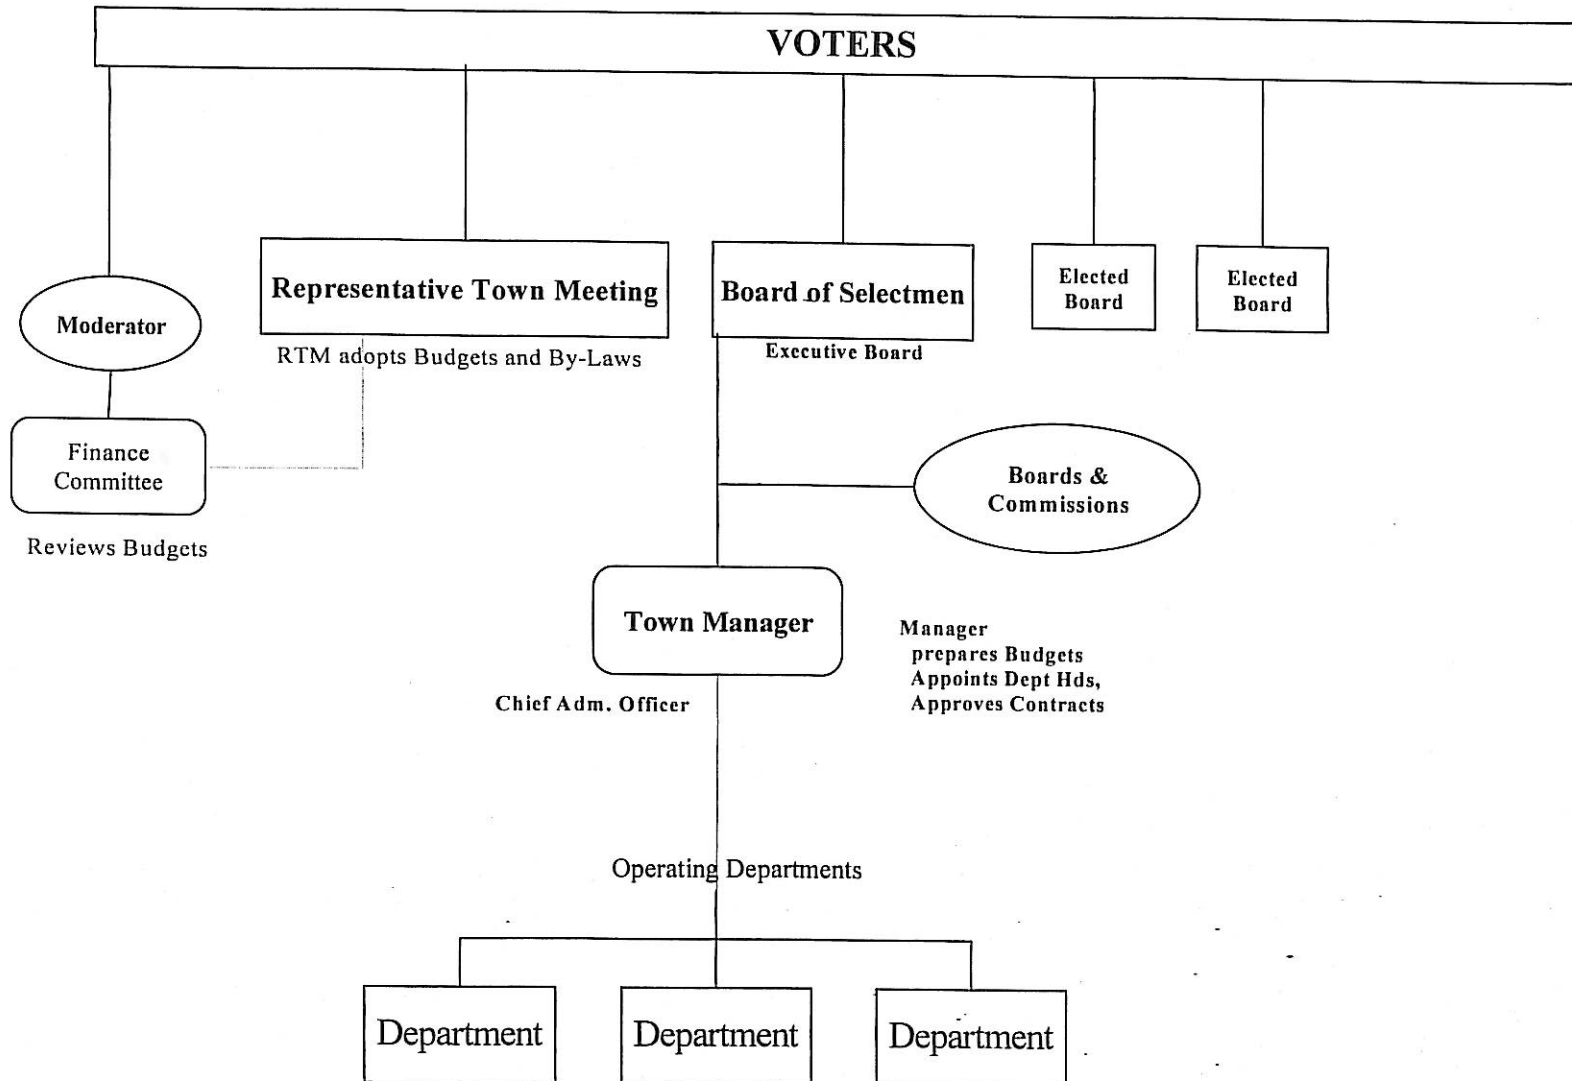 VOTERS
Moderator
Representative Town Meeting
Board of Selectmen
Elected
Board
Elected
Board
RTM adopts Budgets and By-Laws
Executive Board
Finance
Committee
Reviews Budgets
Boards &
Commissions
Town Manager
Manager
prepares Budgets
Appoints Dept Hds,
Approves Contracts
Chief Adm. Officer
Operating Departments
Department
Department
Department